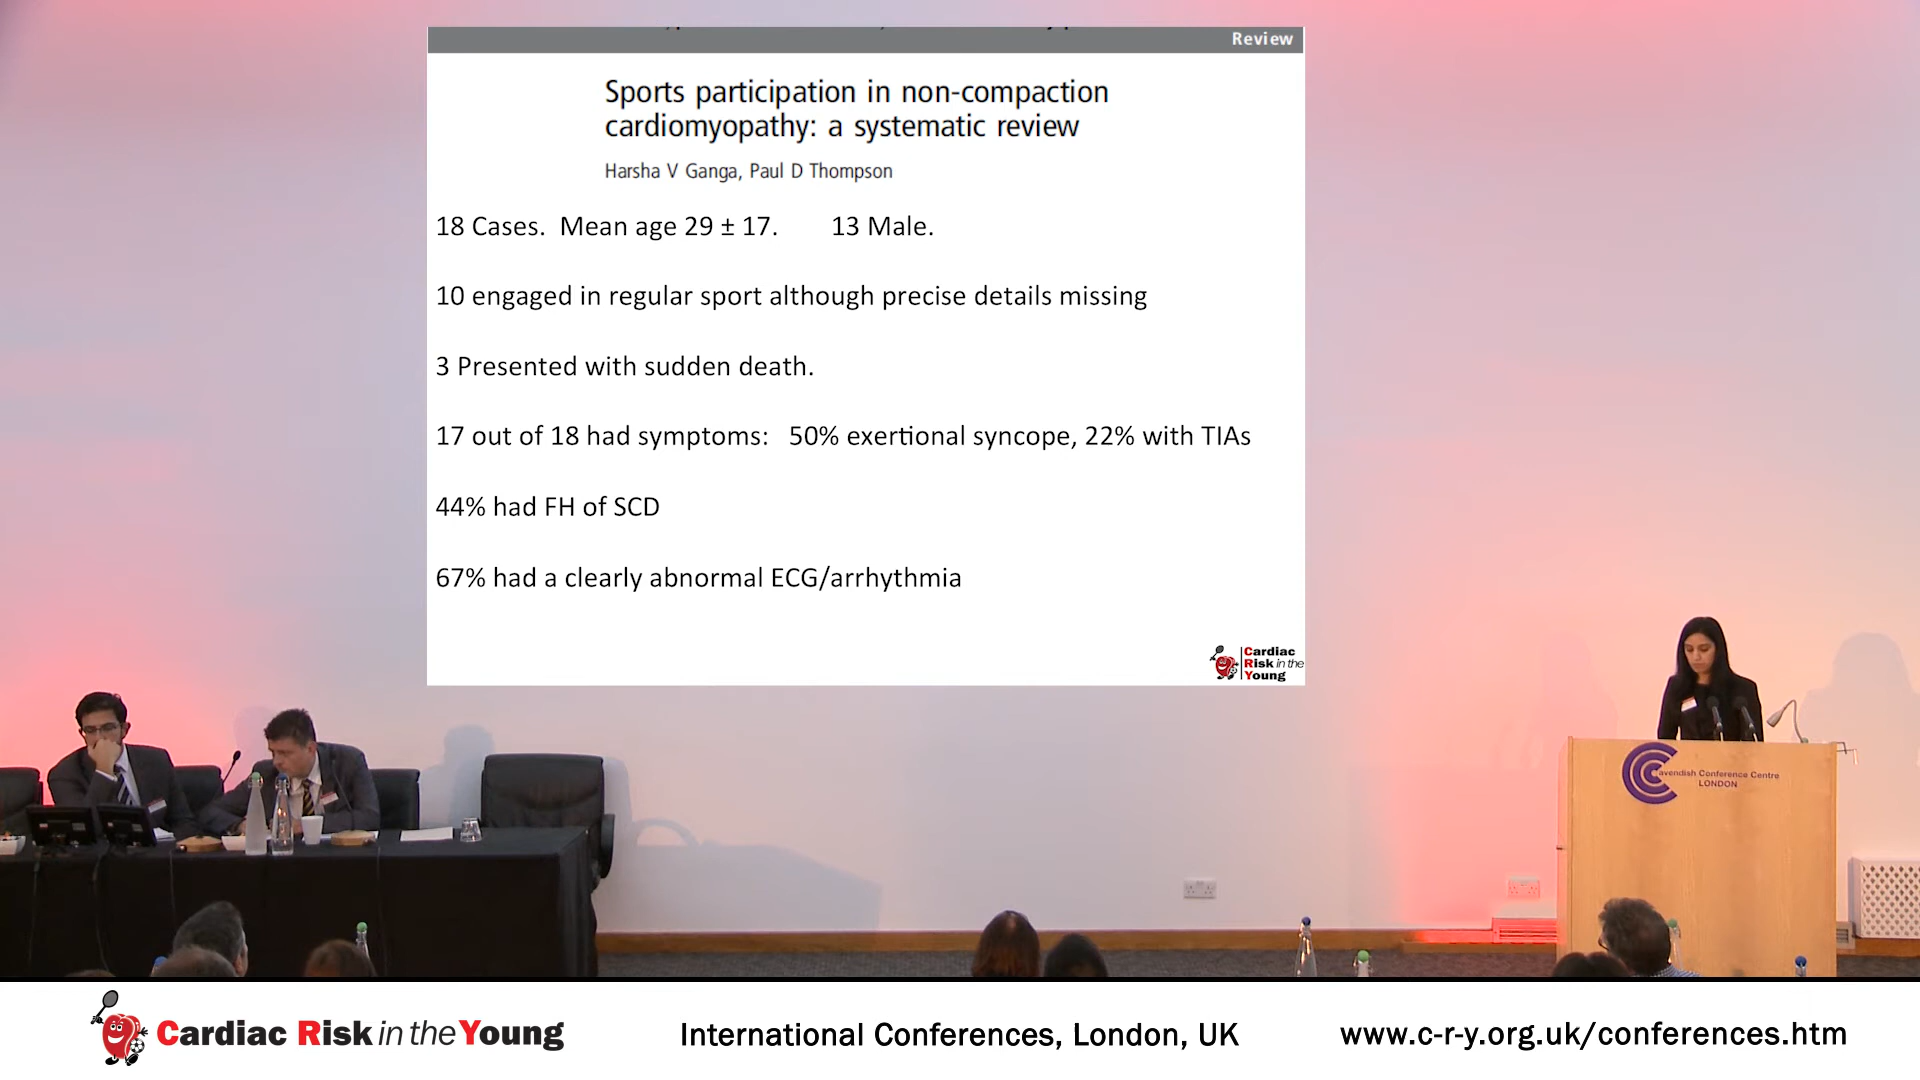 Review
Sports participation in non-compaction
cardiomyopathy: a systematic review
Harsha V Ganga, Paul D Thompson
18 Cases. Mean age 29 ± 17. 13 Male.
10 engaged in regular sport although precise details missing
3 Presented with sudden death.
17 out of 18 had symptoms: 50% exertional syncope, 22% with TIAs
44% had FH of SCD
67% had a clearly abnormal ECG/arrhythmia
Cardiac
Risk in the
Young
Cavendish Conference Centre
LONDON
Cardiac Risk in the Young
International Conferences, London, UK
www.c-r-y.org.uk/conferences.htm